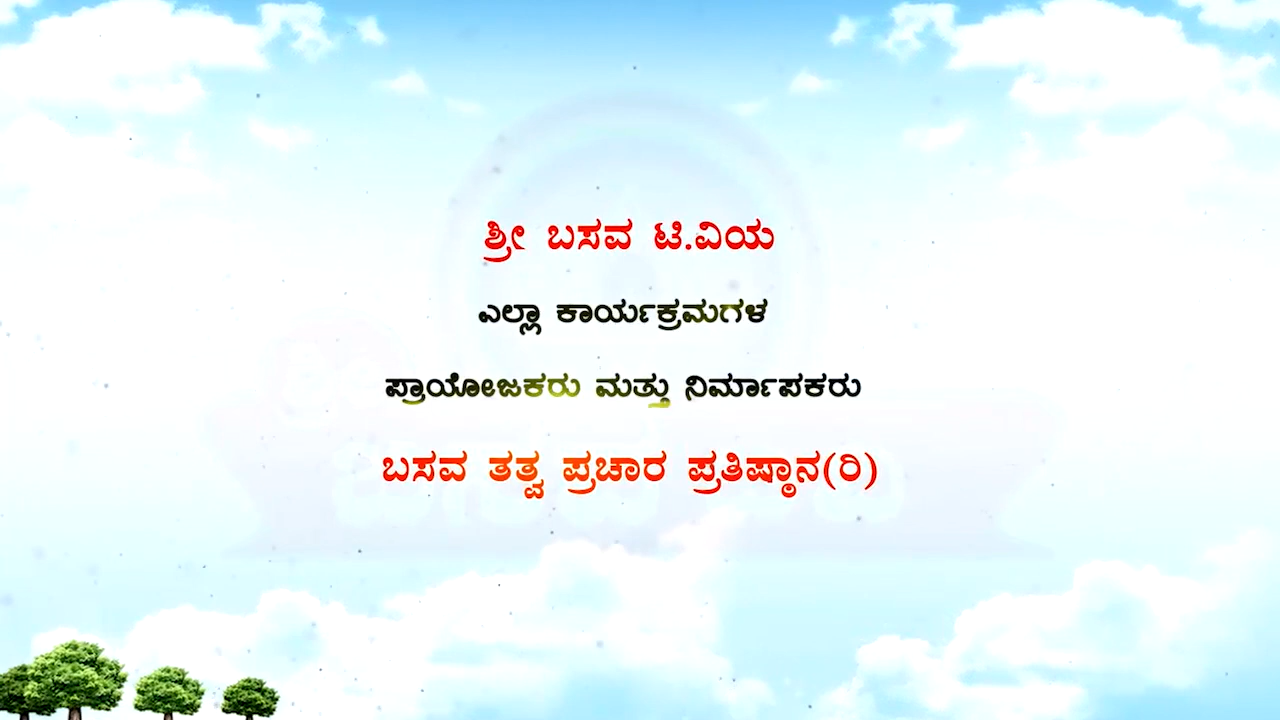 ಶ್ರೀ ಬಸವ ಟಿ.ವಿಯ
ಎಲ್ಲಾ ಕಾರ್ಯಕ್ರಮಗಳ
ಪ್ರಾಯೋಜಕರು ಮತ್ತು ನಿರ್ಮಾಪಕರು
ಬಸವ ತತ್ವ ಪ್ರಚಾರ ಪ್ರತಿಷ್ಠಾನ(ರಿ)